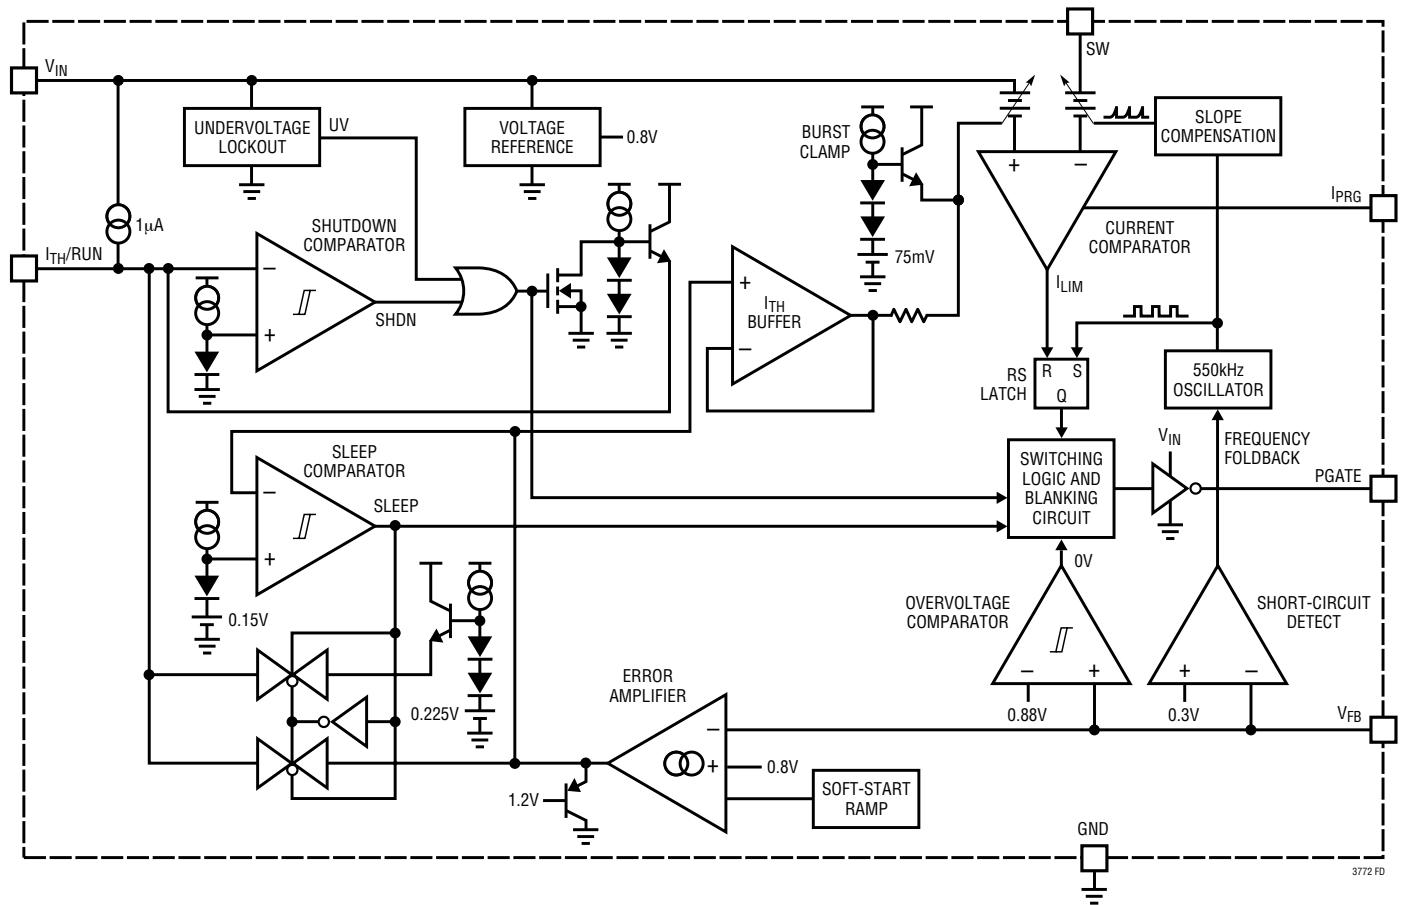 SW
VIN
UNDERVOLTAGE
LOCKOUT
UV
VOLTAGE
REFERENCE
0.8V
BURST
CLAMP
SLOPE
COMPENSATION
+
−
1µA
ITH/RUN
SHUTDOWN
COMPARATOR
−
+
SHDN
75mV
+
ITH
BUFFER
−
CURRENT
COMPARATOR
IPRG
ILIM
RS
LATCH
R S
Q
550kHz
OSCILLATOR
FREQUENCY
FOLDBACK
SLEEP
COMPARATOR
−
+
SLEEP
0.15V
SWITCHING
LOGIC AND
BLANKING
CIRCUIT
VIN
PGATE
0V
OVERVOLTAGE
COMPARATOR
−
+
0.88V
SHORT-CIRCUIT
DETECT
+
−
0.3V
VFB
0.225V
ERROR
AMPLIFIER
−
+
0.8V
1.2V
SOFT-START
RAMP
GND
3772 FD